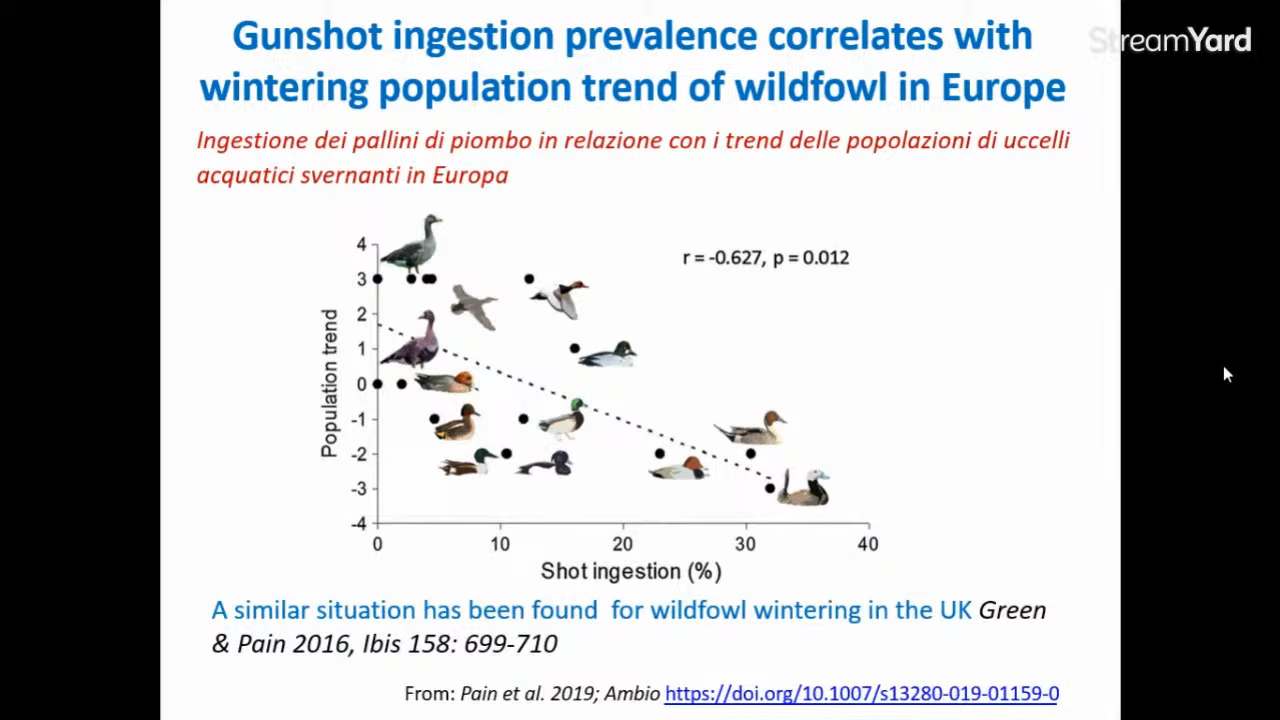 Gunshot ingestion prevalence correlates with
wintering population trend of wildfowl in Europe
StreamYard
Ingestione dei pallini di piombo in relazione con i trend delle popolazioni di uccelli
acquatici svernanti in Europa
r = -0.627, p = 0.012
Population trend
4
3
2
1
0
-1
-2
-3
-4
0 10 20 30 40
Shot ingestion (%)
A similar situation has been found for wildfowl wintering in the UK Green
& Pain 2016, Ibis 158: 699-710
From: Pain et al. 2019; Ambio https://doi.org/10.1007/s13280-019-01159-0